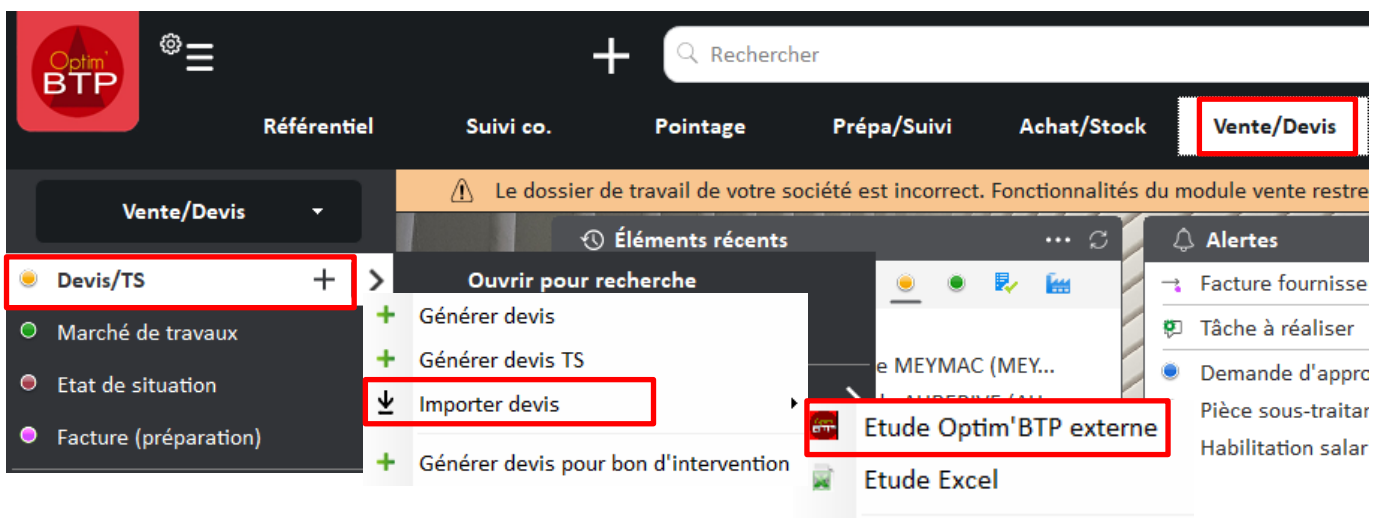 Optim'
BTP
Rechercher
Référentiel
Suivi co.
Pointage
Prépa/Suivi
Achat/Stock
Vente/Devis
Vente/Devis
Le dossier de travail de votre société est incorrect. Fonctionnalités du module vente restre
Éléments récents
Alertes
Devis/TS
Ouvrir pour recherche
Facture fournisse
Générer devis
Marché de travaux
Tâche à réaliser
Générer devis TS
e MEYMAC (MEY...
Demande d'appro
Etat de situation
Importer devis
Pièce sous-traitar
Etude Optim'BTP externe
Facture (préparation)
Habilitation salar
Générer devis pour bon d'intervention
Etude Excel